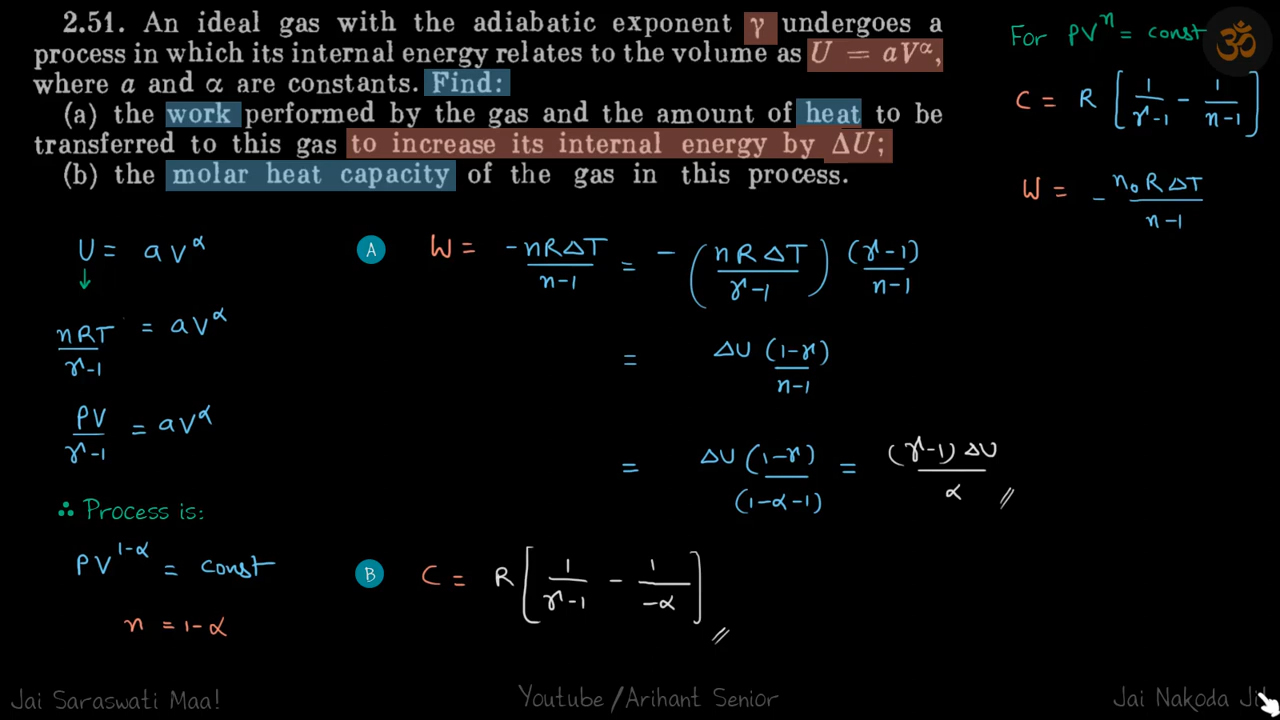 2.51. An ideal gas with the adiabatic exponent γ undergoes a
process in which its internal energy relates to the volume as U = aV^α,
where a and α are constants. Find:
(a) the work performed by the gas and the amount of heat to be
transferred to this gas to increase its internal energy by ΔU;
(b) the molar heat capacity of the gas in this process.
For PV^n = const
ॐ
C = R [1/(γ-1) - 1/(n-1)]
W = - n₀RΔT/(n-1)
U = aV^α
↓
nRT/(γ-1) = aV^α
PV/(γ-1) = aV^α
∴ Process is:
PV^(1-α) = const
n = 1-α
A W = -nRΔT/(n-1) = - (nRΔT/(γ-1)) (γ-1)/(n-1)
= ΔU (1-γ)/(n-1)
= ΔU (1-γ)/(1-α-1) = (γ-1) ΔU/α //
B C = R [1/(γ-1) - 1/(-α)] //
Jai Saraswati Maa!
Youtube /Arihant Senior
Jai Nakoda Ji!